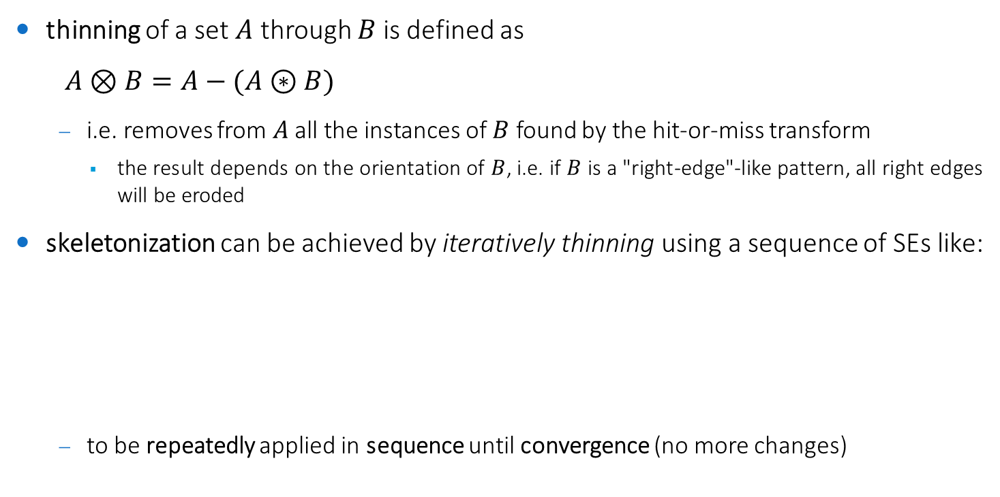 • thinning of a set A through B is defined as
A ⊗ B = A − (A ⊛ B)
– i.e. removes from A all the instances of B found by the hit-or-miss transform
▪ the result depends on the orientation of B, i.e. if B is a "right-edge"-like pattern, all right edges
will be eroded
• skeletonization can be achieved by iteratively thinning using a sequence of SEs like:
– to be repeatedly applied in sequence until convergence (no more changes)